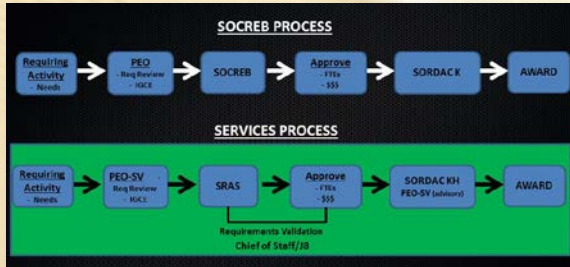 SOCREB PROCESS
Requiring
Activity
- Needs
PEO
- Req Review
- IGCE
SOCREB
Approve
- FTEs
- $$$
SORDAC K
AWARD
SERVICES PROCESS
Requiring
Activity
- Needs
PEO-SV -
Req Review
- IGCE
SRAS
Approve
- FTEs
- $$$
SORDAC KH
PEO-SV (advisory)
AWARD
Requirements Validation
Chief of Staff/J8